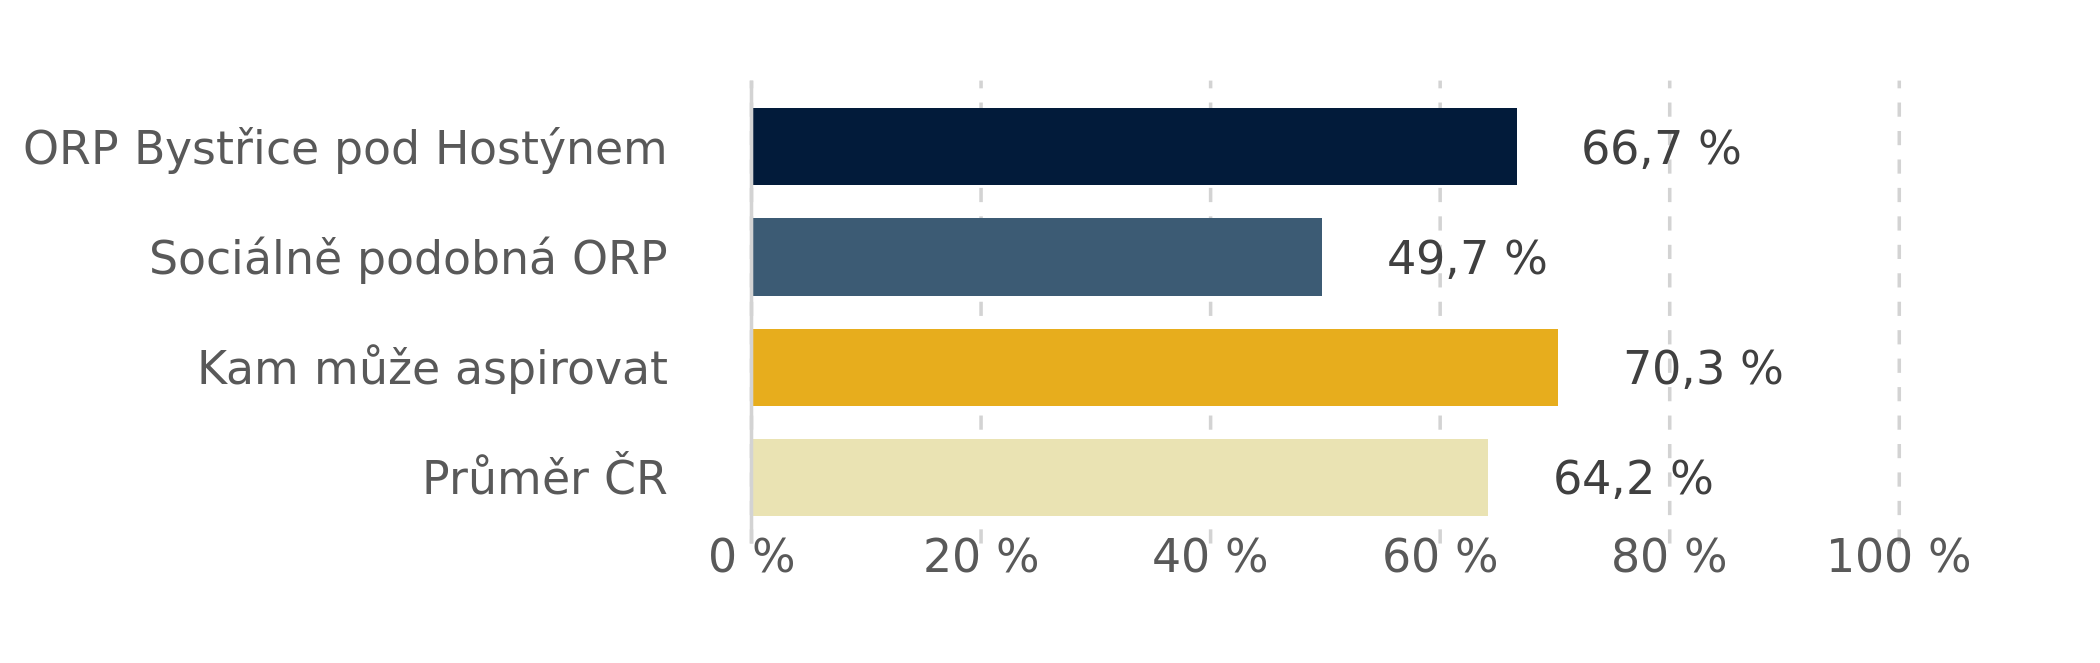 ORP Bystřice pod Hostýnem 66,7 %
Sociálně podobná ORP 49,7 %
Kam může aspirovat 70,3 %
Průměr ČR 64,2 %
0 % 20 % 40 % 60 % 80 % 100 %